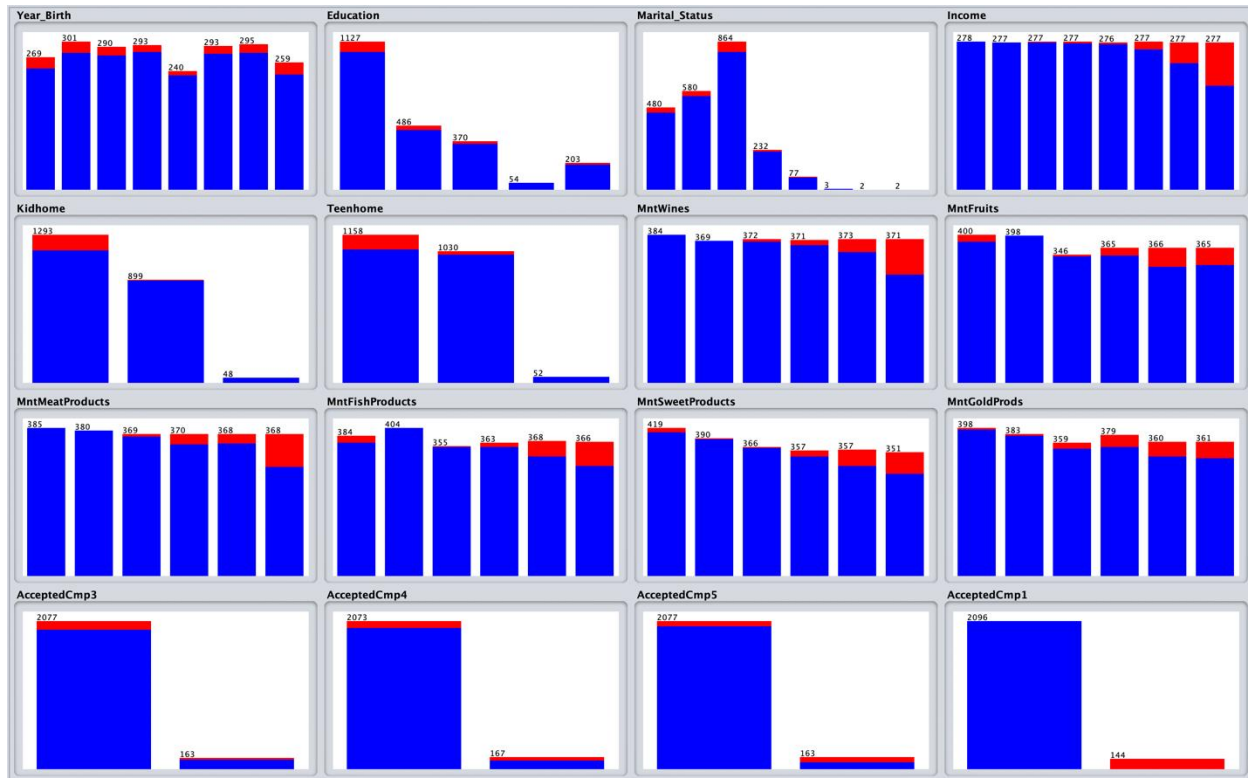 Year_Birth
269 301 290 293 240 293 295 259
Education
1127 486 370 54 203
Marital_Status
480 580 864 232 77 3 2 2
Income
278 277 277 277 276 277 277 277
Kidhome
1293 899 48
Teenhome
1158 1030 52
MntWines
384 369 372 371 373 371
MntFruits
400 398 346 365 366 365
MntMeatProducts
385 380 369 370 368 368
MntFishProducts
384 404 355 363 368 366
MntSweetProducts
419 390 366 357 357 351
MntGoldProds
398 383 359 379 360 361
AcceptedCmp3
2077 163
AcceptedCmp4
2073 167
AcceptedCmp5
2077 163
AcceptedCmp1
2096 144